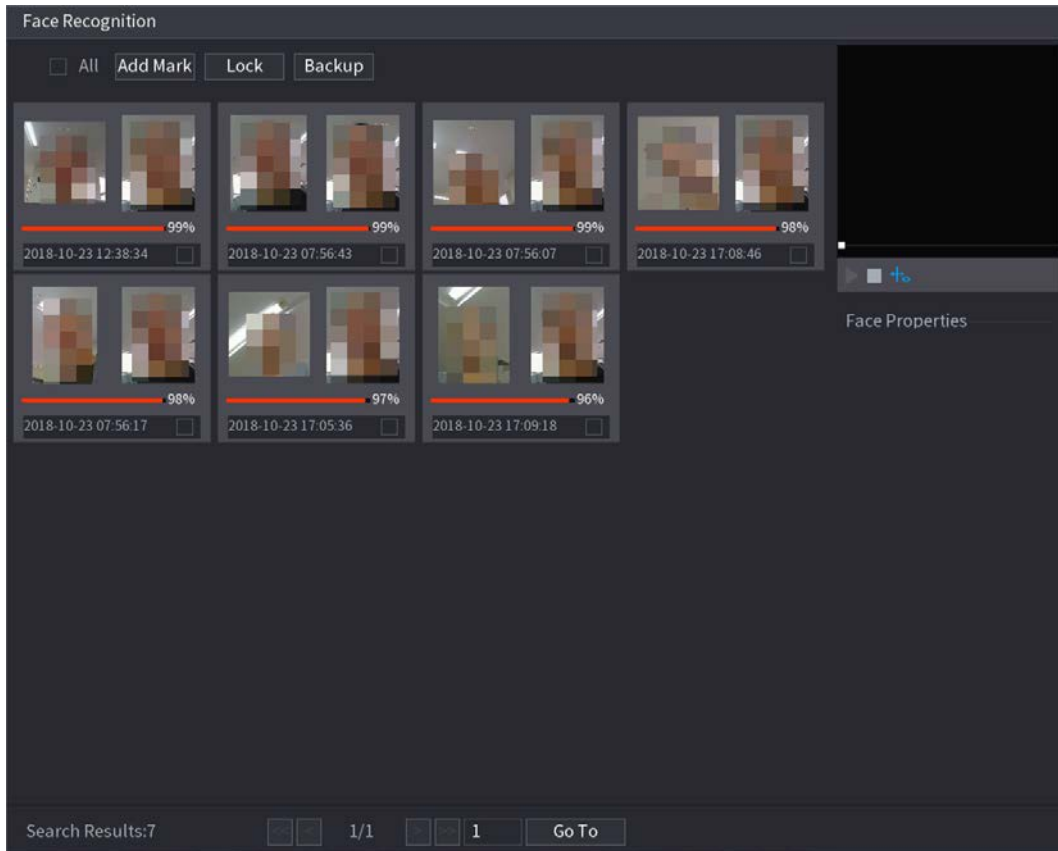 Face Recognition
All Add Mark Lock Backup
99% 99% 99% 98%
2018-10-23 12:38:34 2018-10-23 07:56:43 2018-10-23 07:56:07 2018-10-23 17:08:46
Face Properties
98% 97% 96%
2018-10-23 07:56:17 2018-10-23 17:05:36 2018-10-23 17:09:18
Search Results:7 << < 1/1 > >> 1 Go To